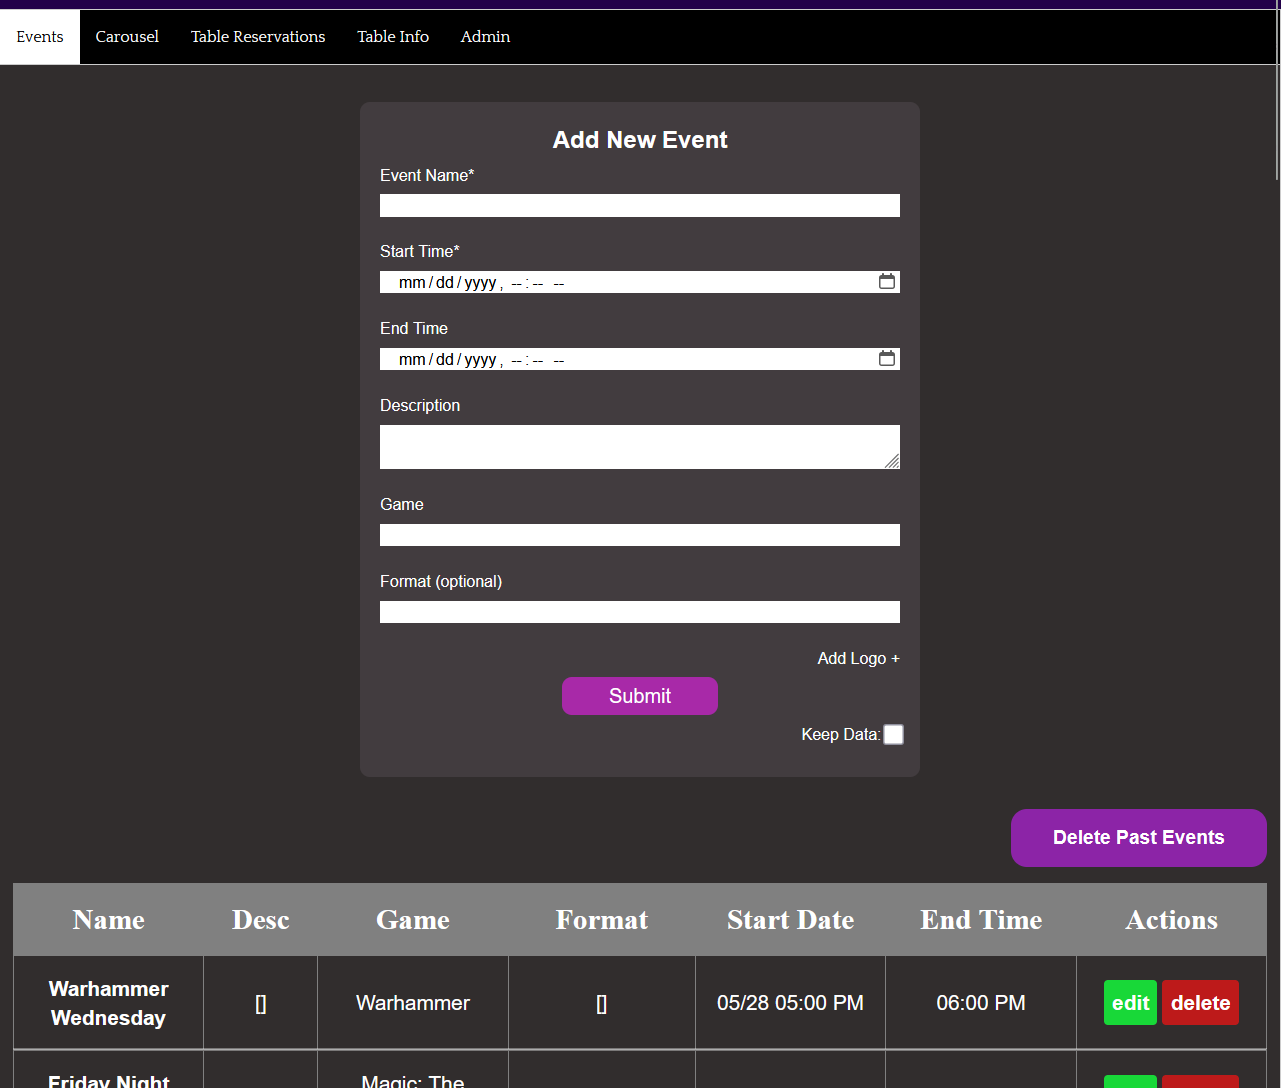 Events Carousel Table Reservations Table Info Admin
Add New Event
Event Name*
Start Time*
mm/dd/yyyy, --:-- --
End Time
mm/dd/yyyy, --:-- --
Description
Game
Format (optional)
Add Logo +
Submit
Keep Data:
Delete Past Events
Name Desc Game Format Start Date End Time Actions
Warhammer Wednesday [] Warhammer [] 05/28 05:00 PM 06:00 PM edit delete
Friday Night Magic: The